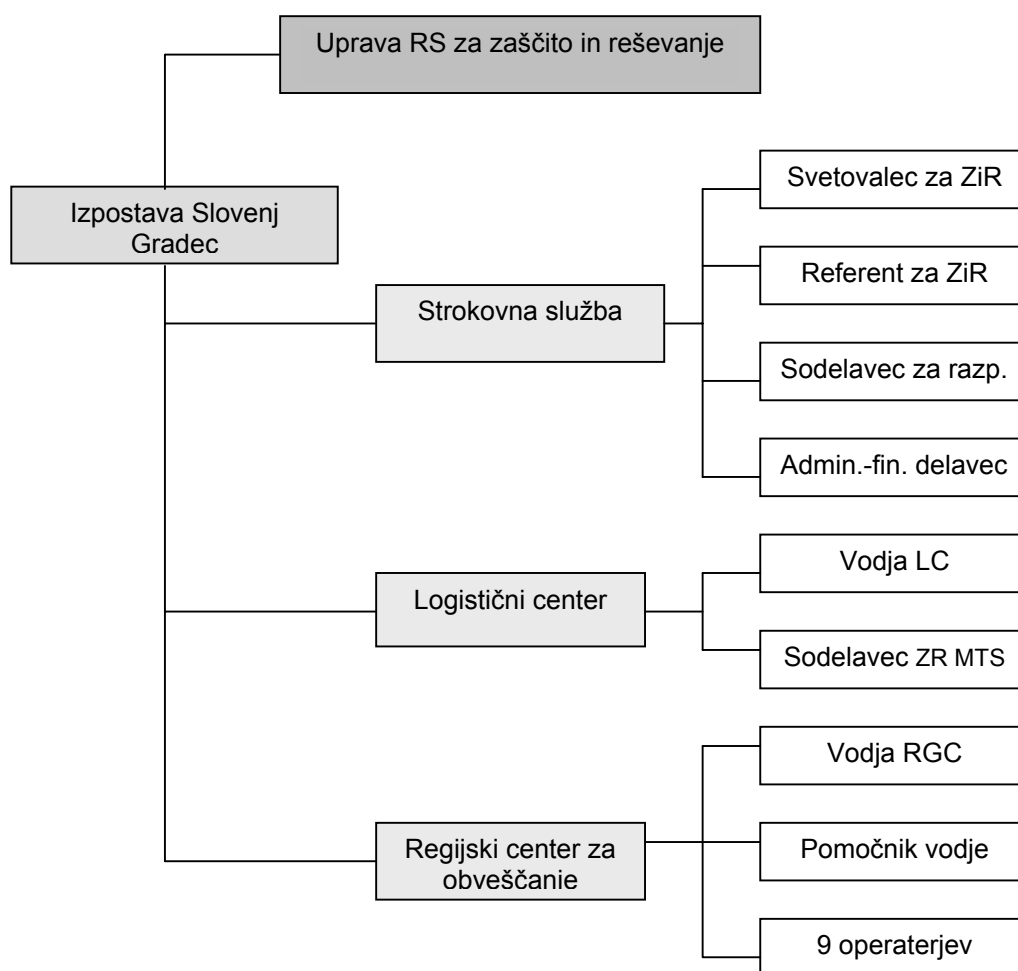 Uprava RS za zaščito in reševanje
Izpostava Slovenj
Gradec
Strokovna služba
Svetovalec za ZiR
Referent za ZiR
Sodelavec za razp.
Admin.-fin. delavec
Logistični center
Vodja LC
Sodelavec ZR MTS
Regijski center za
obveščanje
Vodja RGC
Pomočnik vodje
9 operaterjev